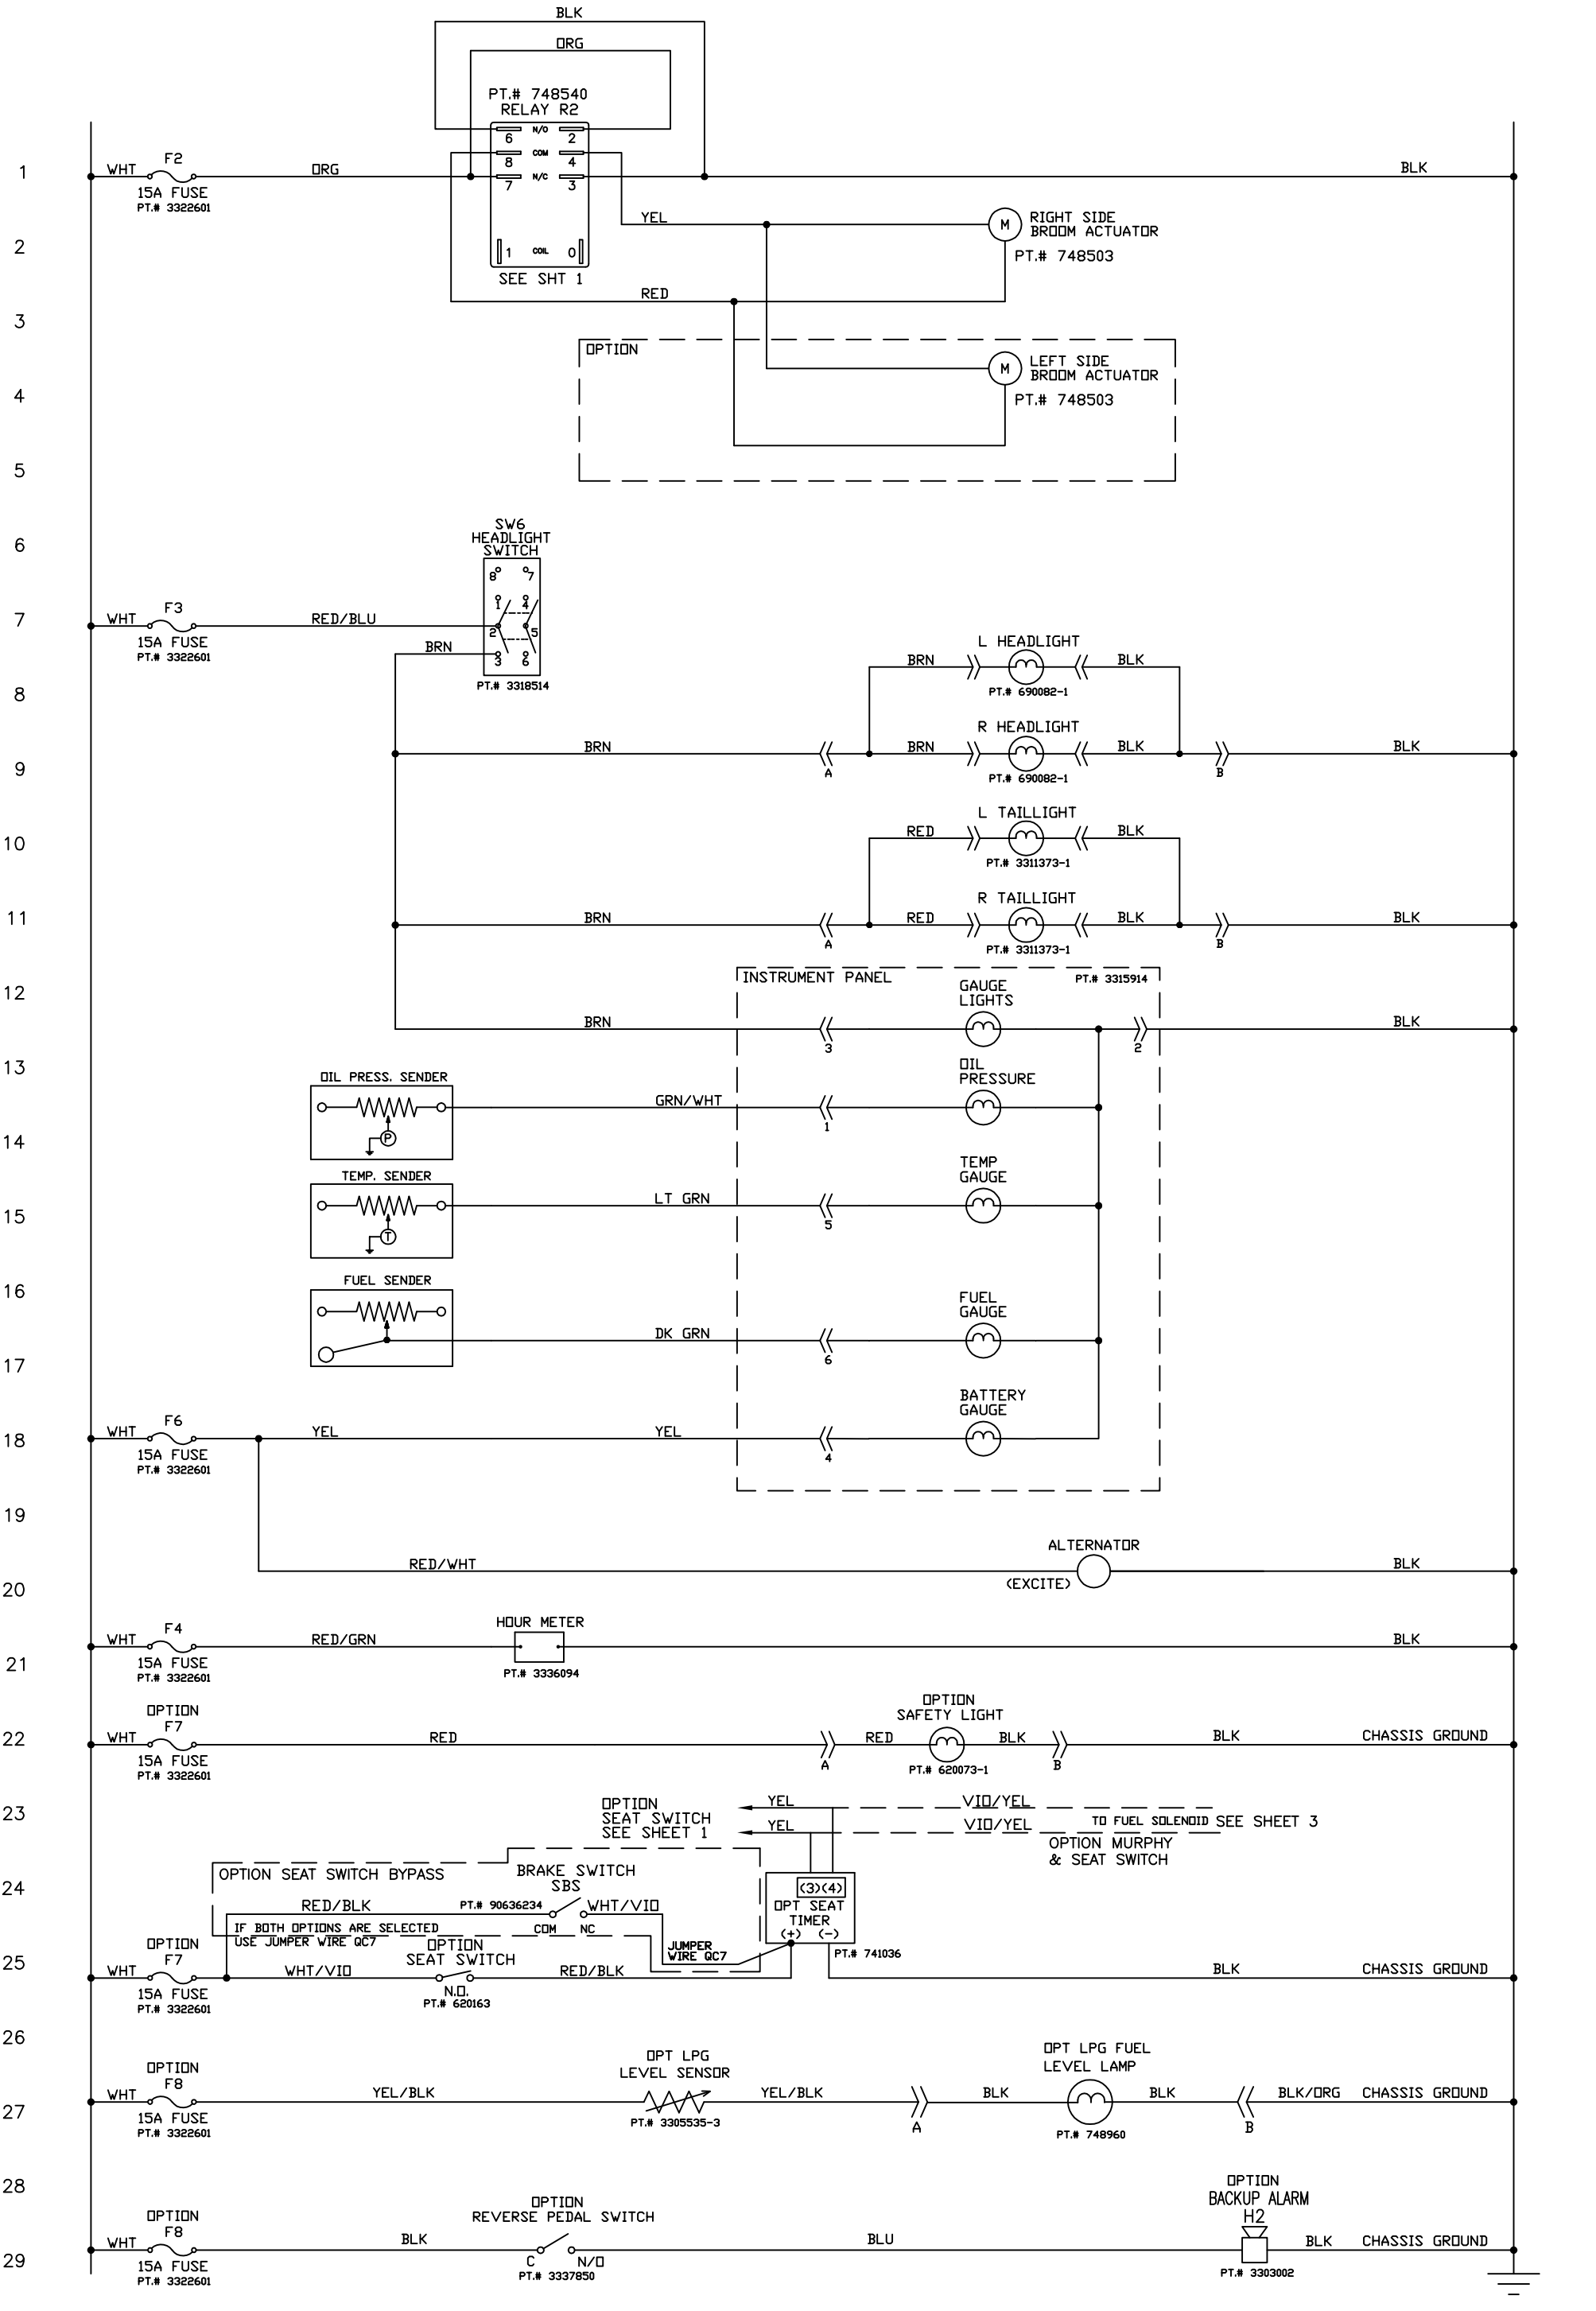 BLK
ORG
PT.# 748540
RELAY R2
6 N/O 2
8 COM 4
7 N/C 3
1 COIL 0
SEE SHT 1
1
WHT
F2
15A FUSE
PT.# 3322601
ORG
BLK
YEL
M
RIGHT SIDE
BROOM ACTUATOR
PT.# 748503
2
RED
3
OPTION
M
LEFT SIDE
BROOM ACTUATOR
PT.# 748503
4
5
6
SW6
HEADLIGHT
SWITCH
8 7
1 4
2 5
3 6
PT.# 3318514
7
WHT
F3
15A FUSE
PT.# 3322601
RED/BLU
BRN
L HEADLIGHT
BRN
BLK
PT.# 690082-1
8
R HEADLIGHT
BRN
A
BRN
BLK
B
BLK
PT.# 690082-1
9
L TAILLIGHT
RED
BLK
PT.# 3311373-1
10
R TAILLIGHT
BRN
A
RED
BLK
B
BLK
PT.# 3311373-1
11
INSTRUMENT PANEL
PT.# 3315914
12
GAUGE
LIGHTS
BRN
3
2
BLK
13
OIL PRESS. SENDER
P
GRN/WHT
1
OIL
PRESSURE
14
TEMP. SENDER
T
LT GRN
5
TEMP
GAUGE
15
16
FUEL SENDER
DK GRN
6
FUEL
GAUGE
17
BATTERY
GAUGE
18
WHT
F6
15A FUSE
PT.# 3322601
YEL
YEL
4
19
RED/WHT
ALTERNATOR
(EXCITE)
BLK
20
21
WHT
F4
15A FUSE
PT.# 3322601
RED/GRN
HOUR METER
PT.# 3336094
BLK
22
OPTION
F7
WHT
15A FUSE
PT.# 3322601
RED
A
RED
OPTION
SAFETY LIGHT
PT.# 620073-1
BLK
B
BLK
CHASSIS GROUND
23
OPTION
SEAT SWITCH
SEE SHEET 1
YEL
YEL
VIO/YEL
VIO/YEL
TO FUEL SOLENOID SEE SHEET 3
OPTION MURPHY
& SEAT SWITCH
24
OPTION SEAT SWITCH BYPASS
BRAKE SWITCH
SBS
RED/BLK
PT.# 90636234
WHT/VIO
COM NC
IF BOTH OPTIONS ARE SELECTED
USE JUMPER WIRE QC7
JUMPER
WIRE QC7
(3)(4)
OPT SEAT
TIMER
(+) (-)
PT.# 741036
25
OPTION
F7
WHT
15A FUSE
PT.# 3322601
WHT/VIO
OPTION
SEAT SWITCH
N.O.
PT.# 620163
RED/BLK
BLK
CHASSIS GROUND
26
27
OPTION
F8
WHT
15A FUSE
PT.# 3322601
YEL/BLK
OPT LPG
LEVEL SENSOR
PT.# 3305535-3
YEL/BLK
A
BLK
OPT LPG FUEL
LEVEL LAMP
PT.# 748960
BLK
B
BLK/ORG
CHASSIS GROUND
28
29
OPTION
F8
WHT
15A FUSE
PT.# 3322601
BLK
OPTION
REVERSE PEDAL SWITCH
C N/O
PT.# 3337850
BLU
OPTION
BACKUP ALARM
H2
PT.# 3303002
BLK
CHASSIS GROUND